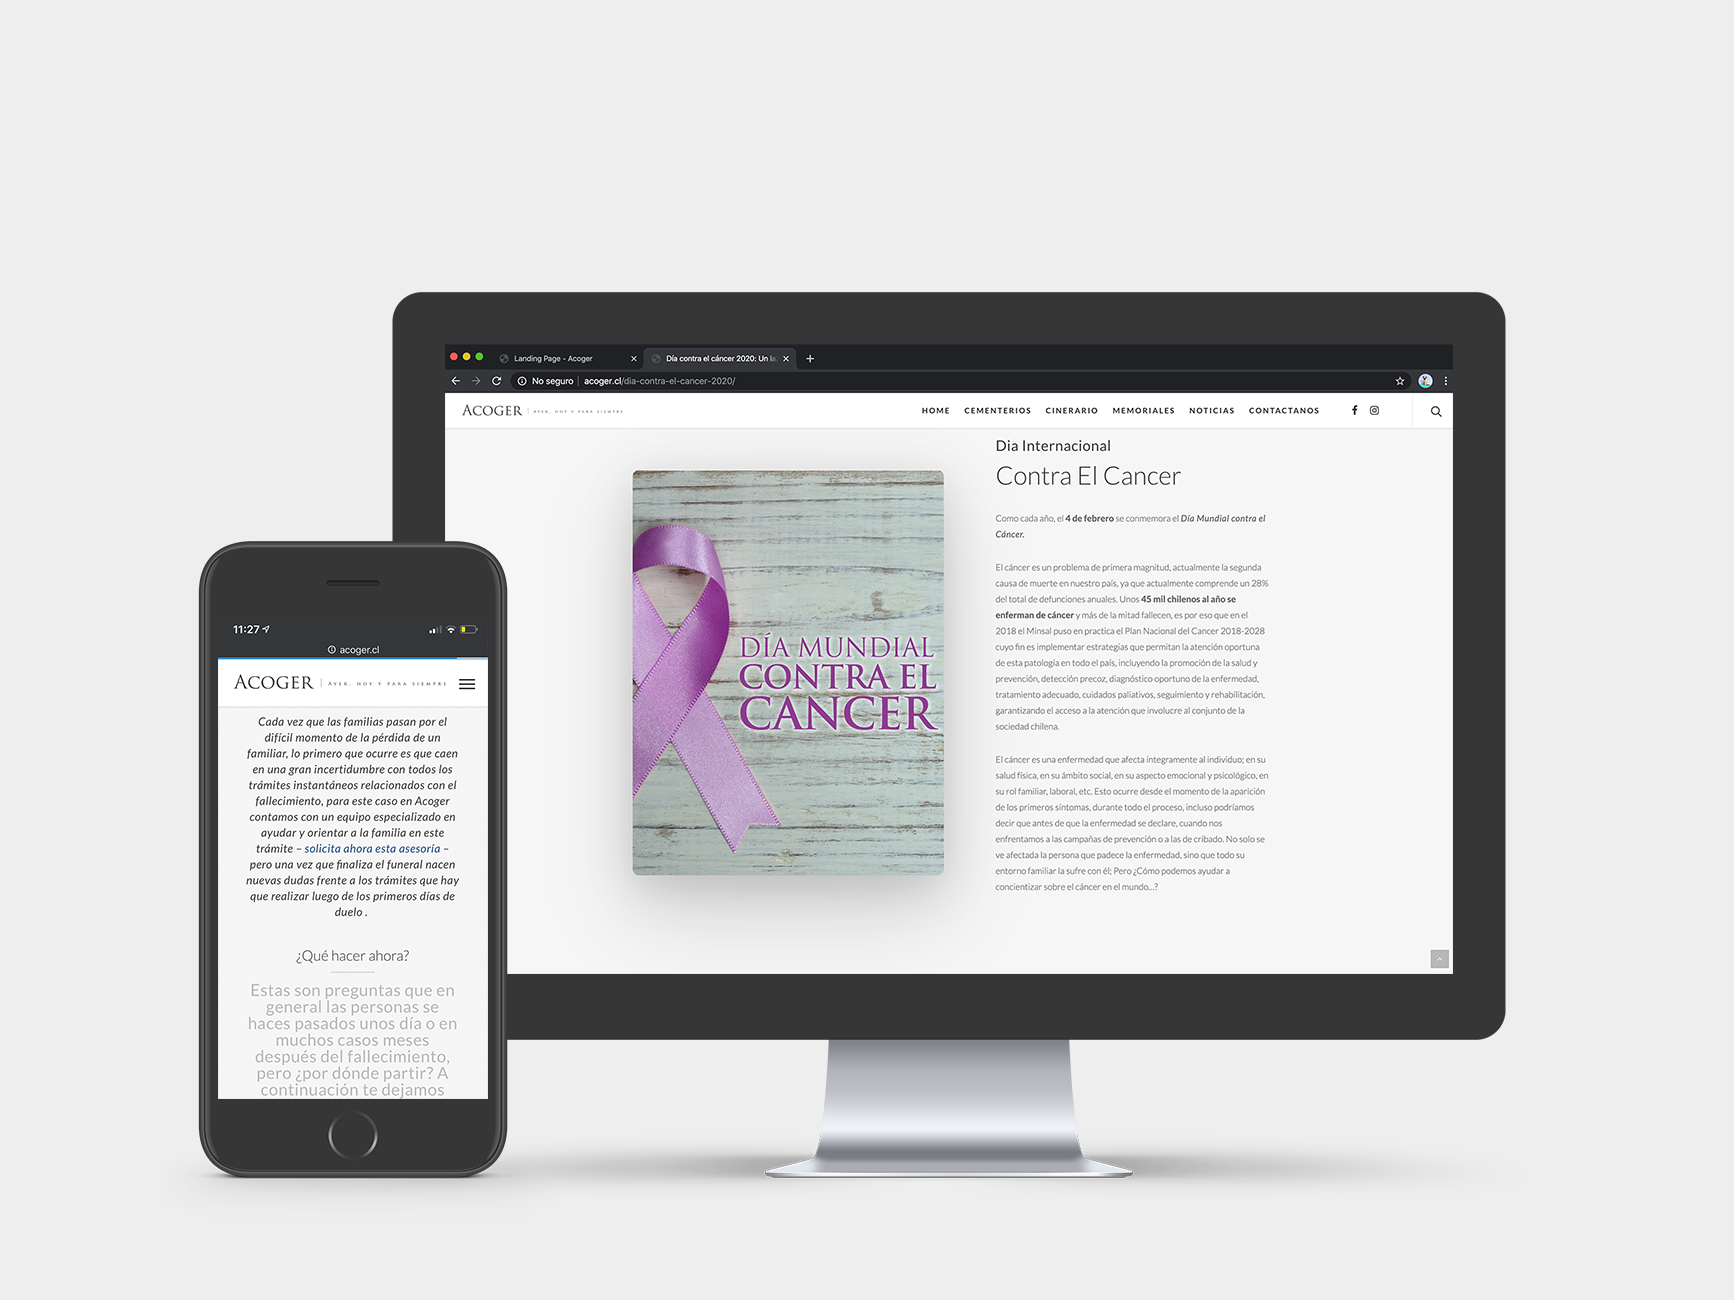 Landing Page - Acoger
Día contra el cáncer 2020: Un la
No seguro | acoger.cl/dia-contra-el-cancer-2020/
ACOGER | AYER, HOY Y PARA SIEMPRE
HOME CEMENTERIOS CINERARIO MEMORIALES NOTICIAS CONTACTANOS
DÍA MUNDIAL
CONTRA EL
CANCER
Dia Internacional
Contra El Cancer
Como cada año, el 4 de febrero se conmemora el Día Mundial contra el
Cáncer.
El cáncer es un problema de primera magnitud, actualmente la segunda
causa de muerte en nuestro país, ya que actualmente comprende un 28%
del total de defunciones anuales. Unos 45 mil chilenos al año se
enferman de cáncer y más de la mitad fallecen, es por eso que en el
2018 el Minsal puso en practica el Plan Nacional del Cancer 2018-2028
cuyo fin es implementar estrategias que permitan la atención oportuna
de esta patología en todo el país, incluyendo la promoción de la salud y
prevención, detección precoz, diagnóstico oportuno de la enfermedad,
tratamiento adecuado, cuidados paliativos, seguimiento y rehabilitación,
garantizando el acceso a la atención que involucre al conjunto de la
sociedad chilena.
El cáncer es una enfermedad que afecta íntegramente al individuo; en su
salud física, en su ámbito social, en su aspecto emocional y psicológico, en
su rol familiar, laboral, etc. Esto ocurre desde el momento de la aparición
de los primeros síntomas, durante todo el proceso, incluso podríamos
decir que antes de que la enfermedad se declare, cuando nos
enfrentamos a las campañas de prevención o a las de cribado. No solo se
ve afectada la persona que padece la enfermedad, sino que todo su
entorno familiar la sufre con él; Pero ¿Cómo podemos ayudar a
concientizar sobre el cáncer en el mundo...?
11:27
acoger.cl
ACOGER | AYER, HOY Y PARA SIEMPRE
Cada vez que las familias pasan por el
difícil momento de la pérdida de un
familiar, lo primero que ocurre es que caen
en una gran incertidumbre con todos los
trámites instantáneos relacionados con el
fallecimiento, para este caso en Acoger
contamos con un equipo especializado en
ayudar y orientar a la familia en este
trámite – solicita ahora esta asesoría –
pero una vez que finaliza el funeral nacen
nuevas dudas frente a los trámites que hay
que realizar luego de los primeros días de
duelo .
¿Qué hacer ahora?
Estas son preguntas que en
general las personas se
haces pasados unos día o en
muchos casos meses
después del fallecimiento,
pero ¿por dónde partir? A
continuación te dejamos